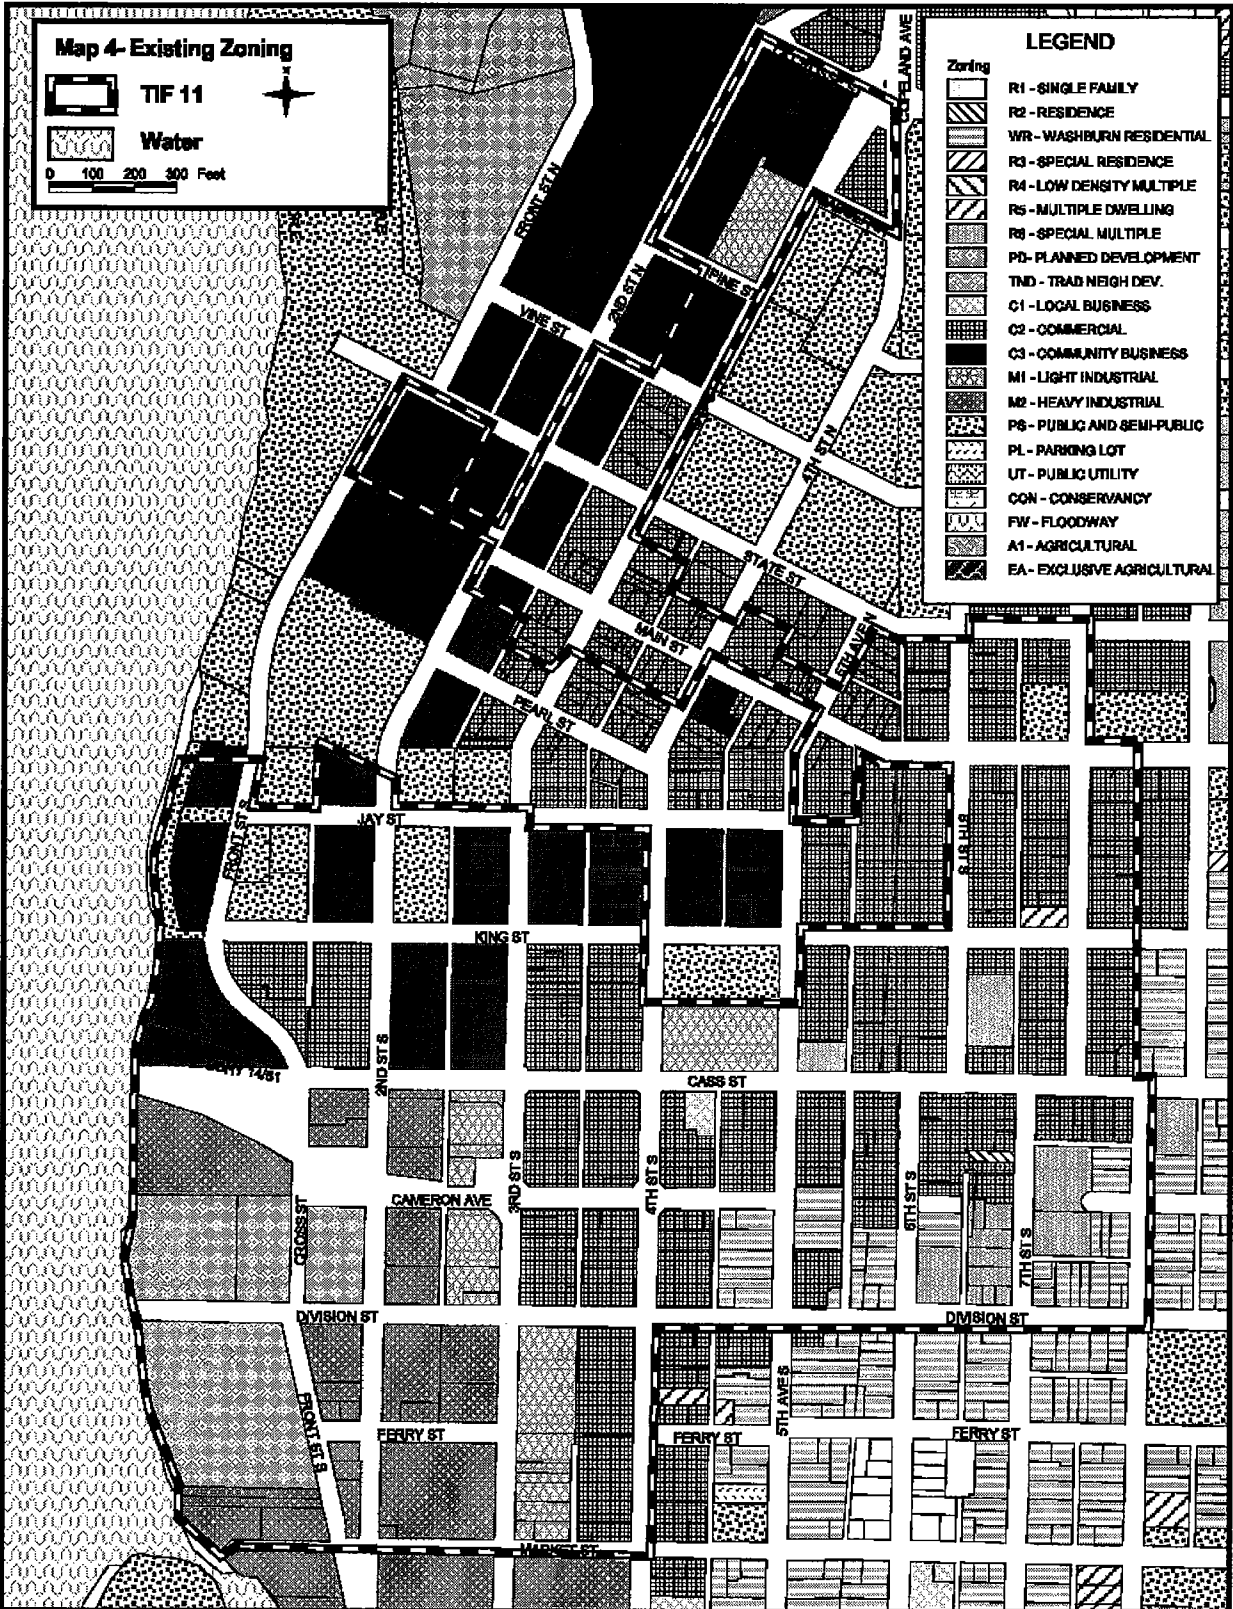 Map 4- Existing Zoning
TIF 11
N
Water
0 100 200 300 Feet
LEGEND
Zoning
R1 - SINGLE FAMILY
R2 - RESIDENCE
WR - WASHBURN RESIDENTIAL
R3 - SPECIAL RESIDENCE
R4 - LOW DENSITY MULTIPLE
R5 - MULTIPLE DWELLING
R6 - SPECIAL MULTIPLE
PD- PLANNED DEVELOPMENT
TND - TRAD NEIGH DEV.
C1 - LOCAL BUSINESS
C2 - COMMERCIAL
C3 - COMMUNITY BUSINESS
M1 - LIGHT INDUSTRIAL
M2 - HEAVY INDUSTRIAL
PS - PUBLIC AND SEMI-PUBLIC
PL - PARKING LOT
UT - PUBLIC UTILITY
CON - CONSERVANCY
FW - FLOODWAY
A1 - AGRICULTURAL
EA - EXCLUSIVE AGRICULTURAL
COPELAND AVE
FRONT ST N
2ND ST N
PINE ST
VINE ST
4TH ST N
STATE ST
5TH AVE N
MAIN ST
PEARL ST
JAY ST
FRONT ST S
6TH ST S
KING ST
2ND ST S
CASS ST
3RD ST S
4TH ST S
CAMERON AVE
CROSS ST
6TH ST S
7TH ST S
DIVISION ST
DIVISION ST
FRONT ST S
5TH AVE S
FERRY ST
FERRY ST
FERRY ST
MARKET ST